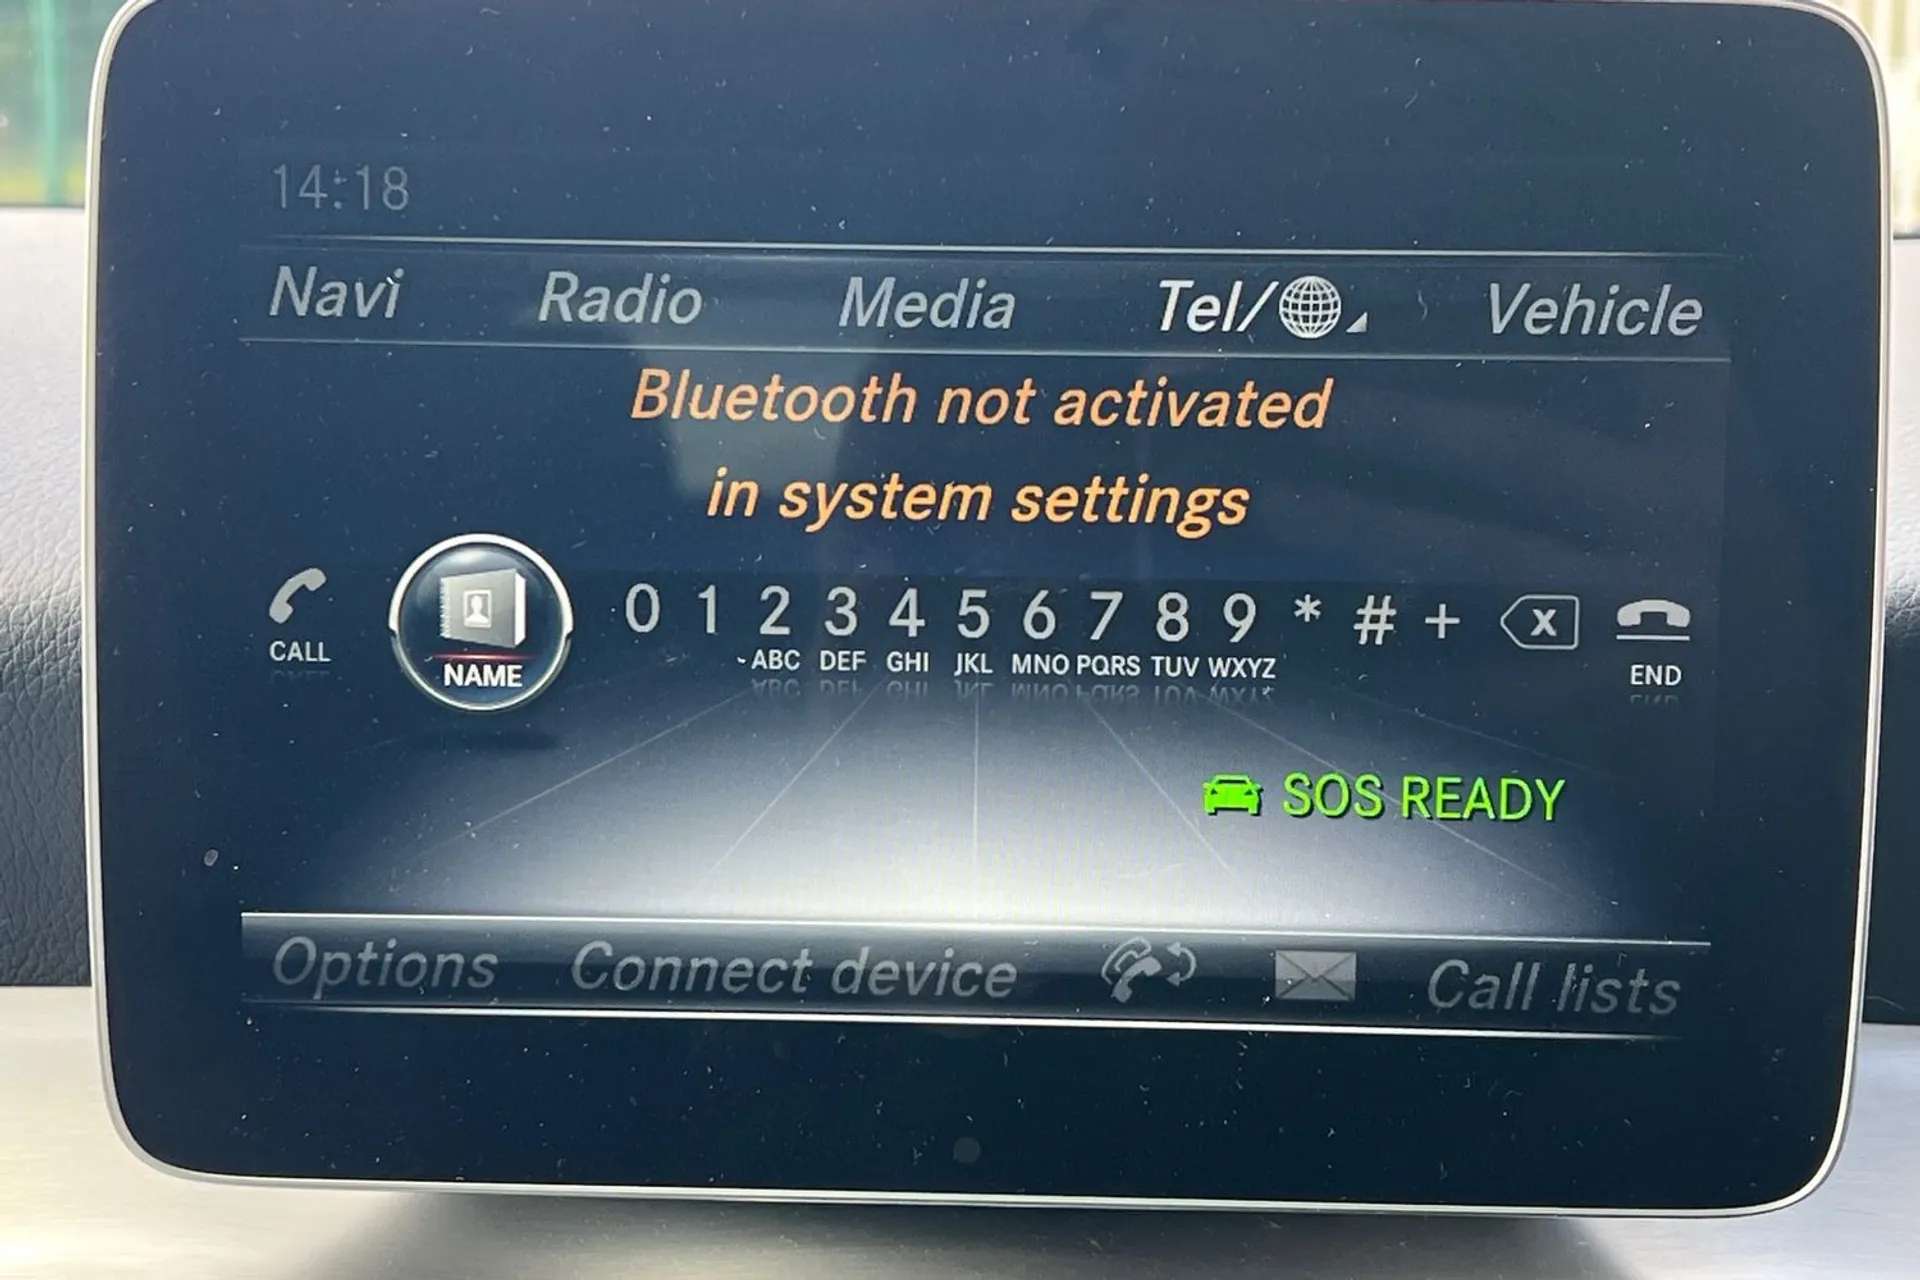 14:18
Navi Radio Media Tel/ Vehicle
Bluetooth not activated
in system settings
0 1 2 3 4 5 6 7 8 9 * # + X
CALL NAME ABC DEF GHI JKL MNO PQRS TUV WXYZ END
SOS READY
Options Connect device Call lists